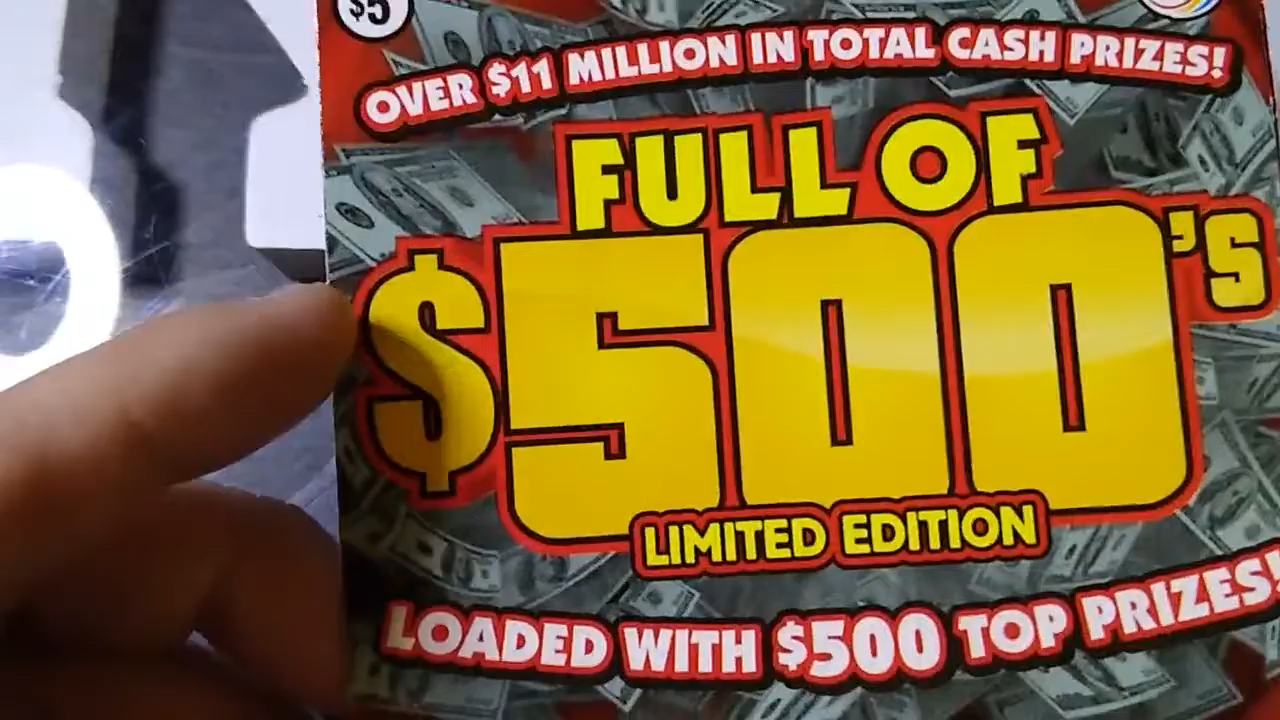 $5
OVER $11 MILLION IN TOTAL CASH PRIZES!
FULL OF
$500'S
LIMITED EDITION
LOADED WITH $500 TOP PRIZES!